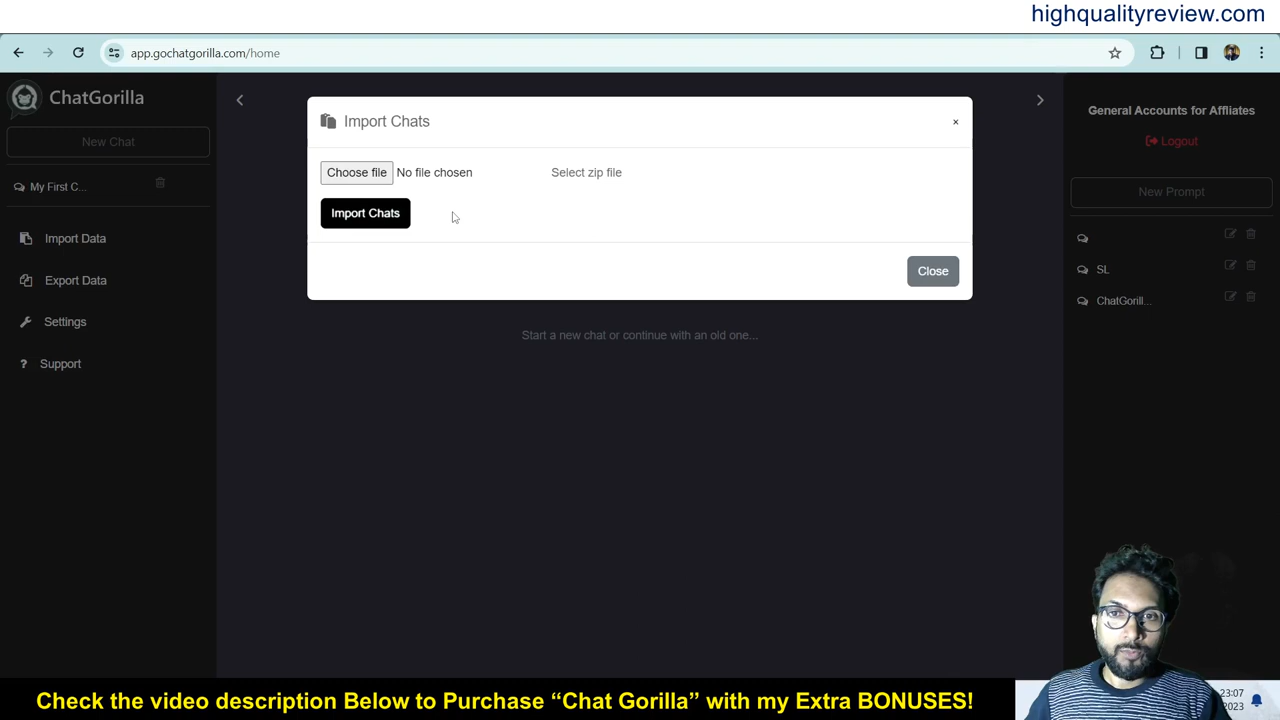 highqualityreview.com
app.gochatgorilla.com/home
ChatGorilla
New Chat
My First C...
Import Data
Export Data
Settings
? Support
Import Chats
×
Choose file No file chosen
Select zip file
Import Chats
Close
Start a new chat or continue with an old one...
General Accounts for Affliates
Logout
New Prompt
SL
ChatGorill...
Check the video description Below to Purchase “Chat Gorilla” with my Extra BONUSES!
23:07
2023